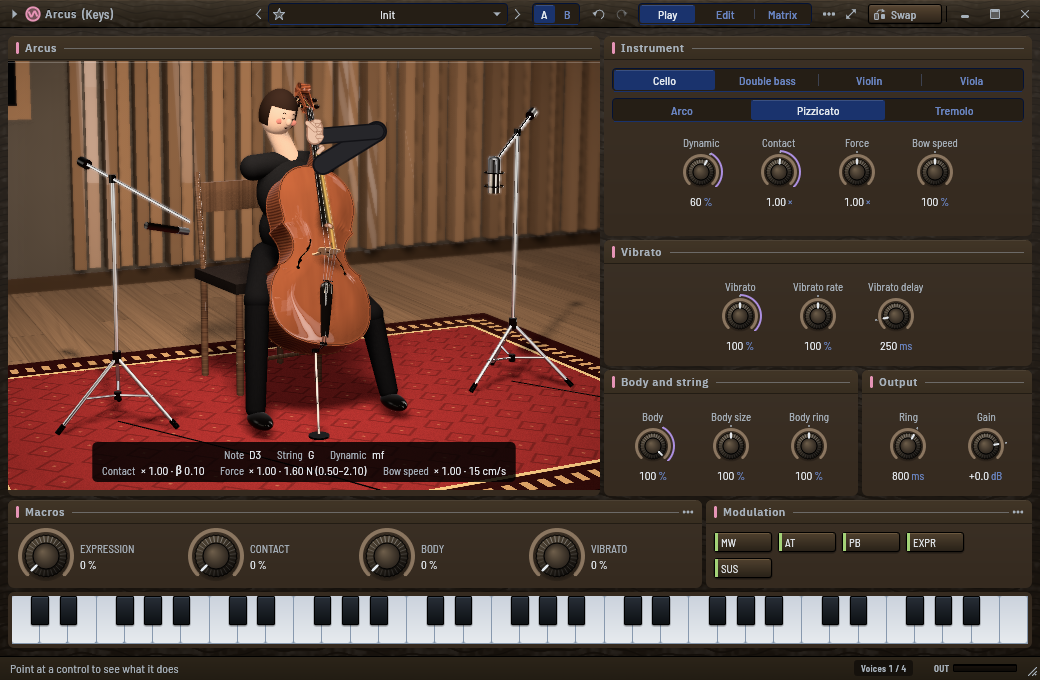 Arcus (Keys)
Init
A B
Play Edit Matrix
Swap
Arcus
Note D3 String G Dynamic mf
Contact × 1.00 · β 0.10 Force × 1.00 · 1.60 N (0.50–2.10) Bow speed × 1.00 · 15 cm/s
Instrument
Cello Double bass Violin Viola
Arco Pizzicato Tremolo
Dynamic Contact Force Bow speed
60 % 1.00 × 1.00 × 100 %
Vibrato
Vibrato Vibrato rate Vibrato delay
100 % 100 % 250 ms
Body and string
Body Body size Body ring
100 % 100 % 100 %
Output
Ring Gain
800 ms +0.0 dB
Macros
EXPRESSION
0 %
CONTACT
0 %
BODY
0 %
VIBRATO
0 %
Modulation
MW AT PB EXPR
SUS
Point at a control to see what it does
Voices 1 / 4 OUT